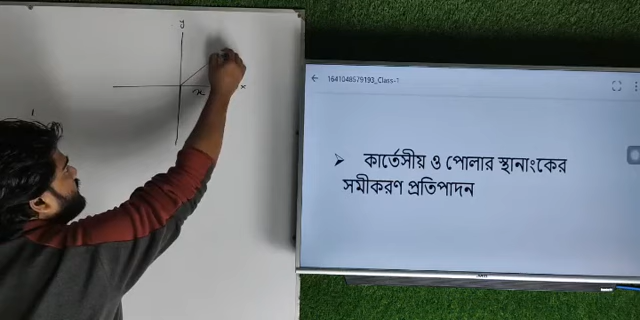 y
x
1641048579193_Class-1
➤ কার্তেসীয় ও পোলার স্থানাংকের
সমীকরণ প্রতিপাদন